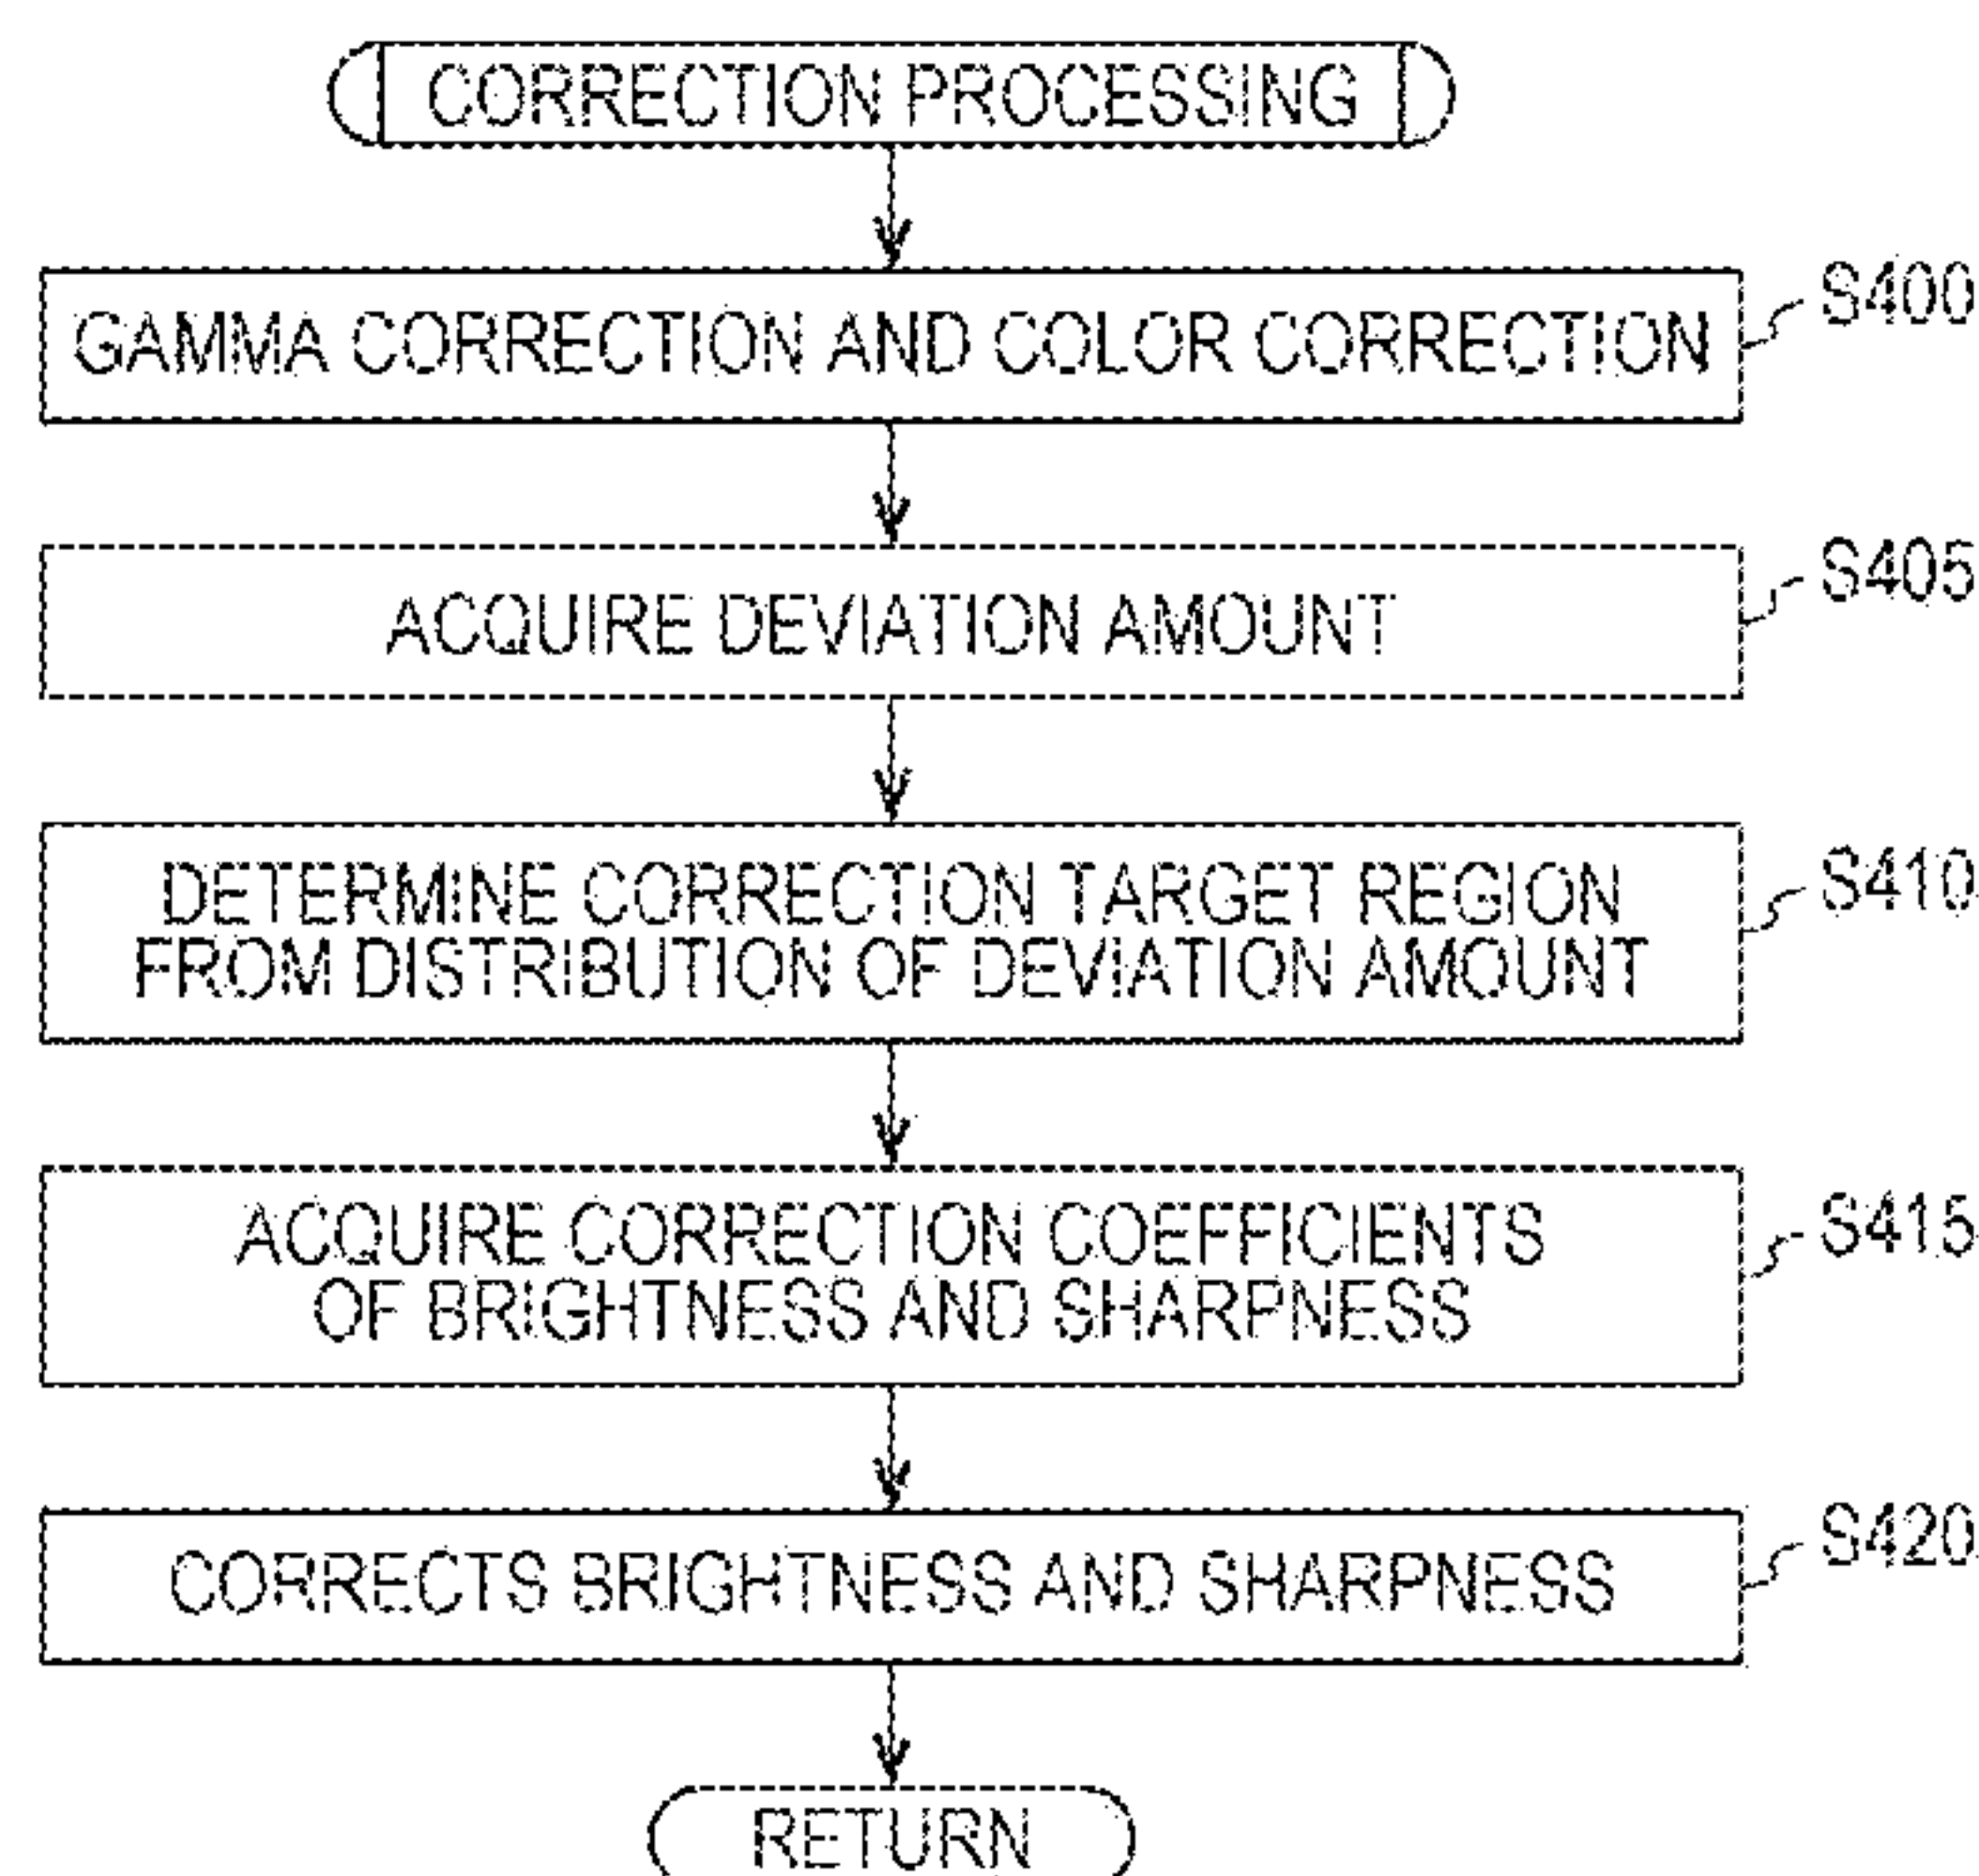 CORRECTION PROCESSING
GAMMA CORRECTION AND COLOR CORRECTION
S400
ACQUIRE DEVIATION AMOUNT
S405
DETERMINE CORRECTION TARGET REGION
FROM DISTRIBUTION OF DEVIATION AMOUNT
S410
ACQUIRE CORRECTION COEFFICIENTS
OF BRIGHTNESS AND SHARPNESS
S415
CORRECTS BRIGHTNESS AND SHARPNESS
S420
RETURN